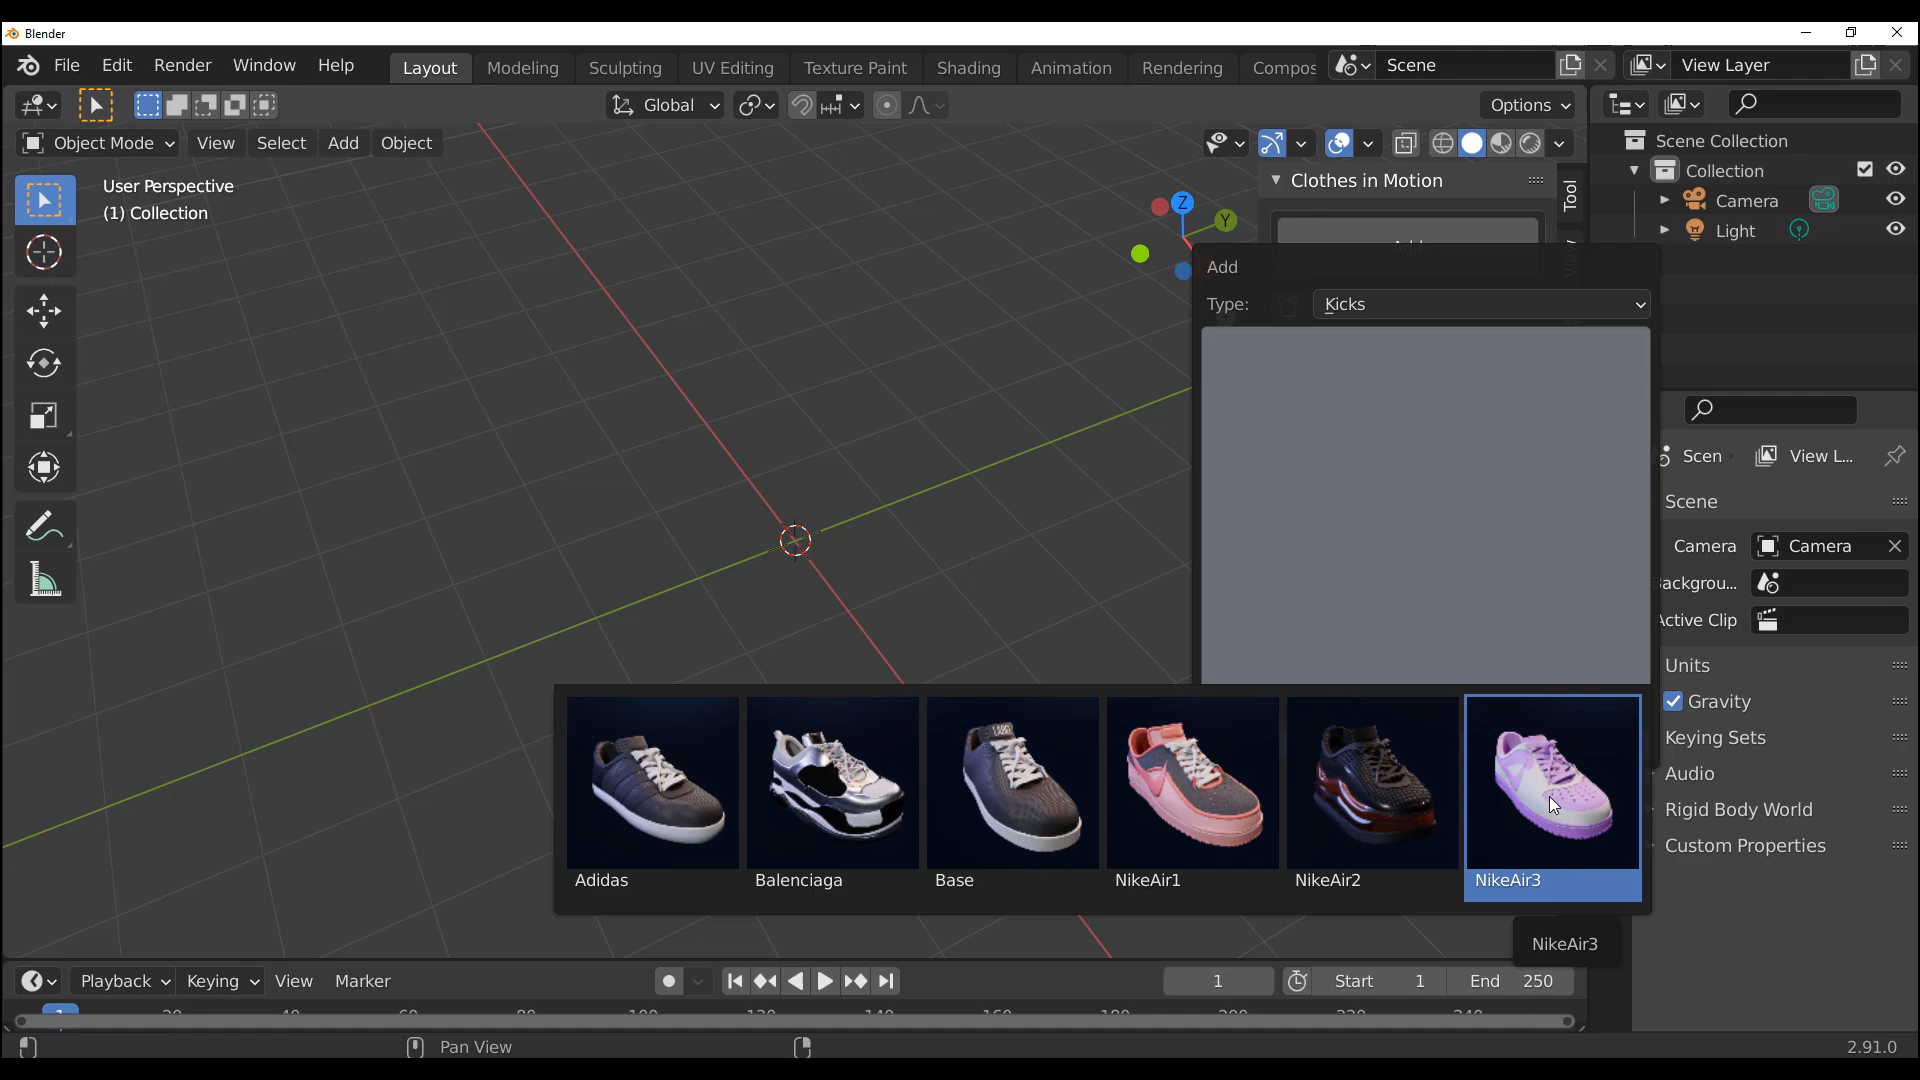 Blender
File Edit Render Window Help Layout Modeling Sculpting UV Editing Texture Paint Shading Animation Rendering Compos Scene View Layer
Global Options
Object Mode View Select Add Object
User Perspective
(1) Collection
Z
Y
Clothes in Motion
Tool
View
Add
Scene Collection
Collection
Camera
Light
Add
Type: Kicks
Scen View L...
Scene
Camera Camera
Backgrou...
Active Clip
Units
Gravity
Keying Sets
Audio
Rigid Body World
Custom Properties
LABEL
Adidas Balenciaga Base NikeAir1 NikeAir2 NikeAir3
NikeAir3
Playback Keying View Marker 1 Start 1 End 250
1 20 40 60 80 100 120 140 160 180 200 220 240
Pan View 2.91.0